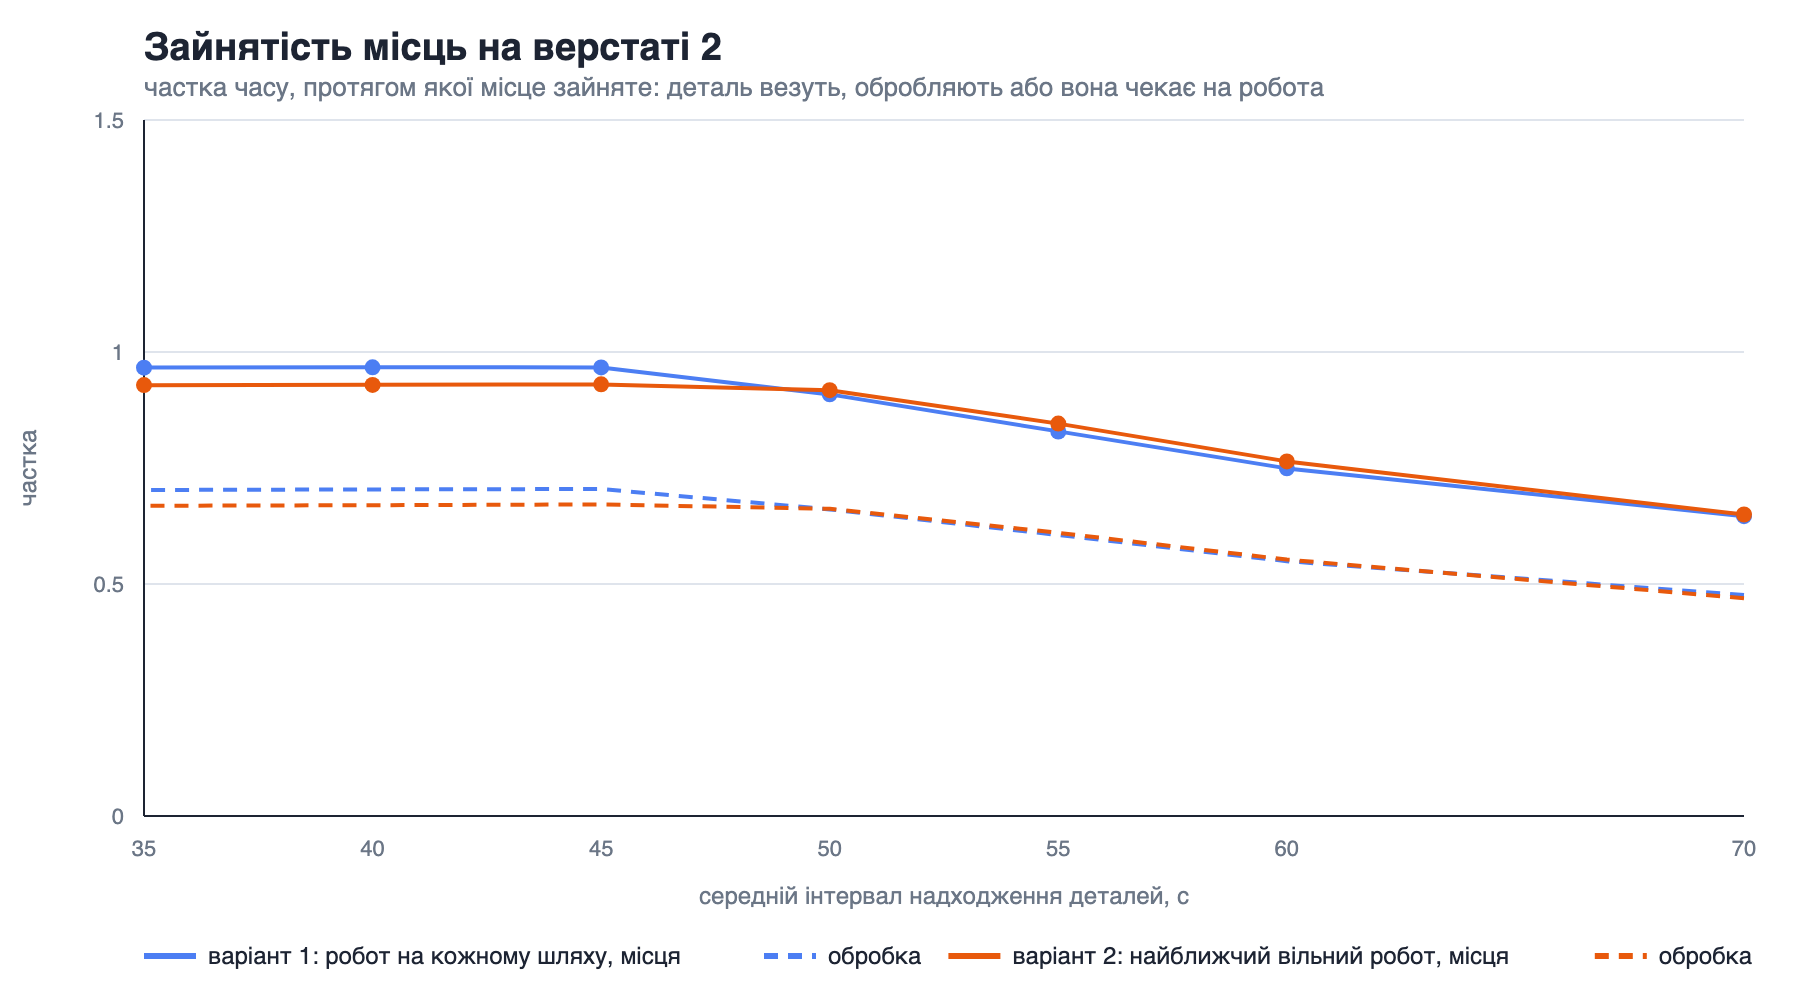 Зайнятість місць на верстаті 2
частка часу, протягом якої місце зайняте: деталь везуть, обробляють або вона чекає на робота
1.5
1
0.5
0
частка
35 40 45 50 55 60 70
середній інтервал надходження деталей, с
варіант 1: робот на кожному шляху, місця обробка варіант 2: найближчий вільний робот, місця обробка